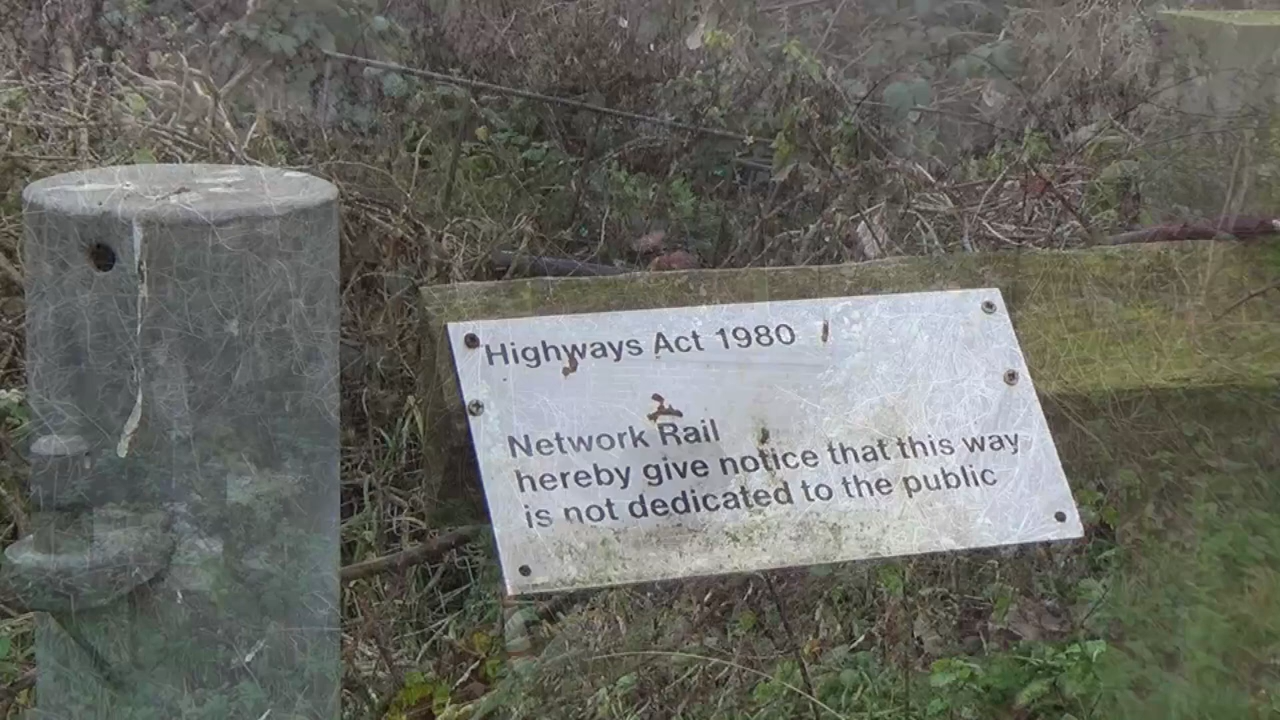 Highways Act 1980
Network Rail
hereby give notice that this way
is not dedicated to the public